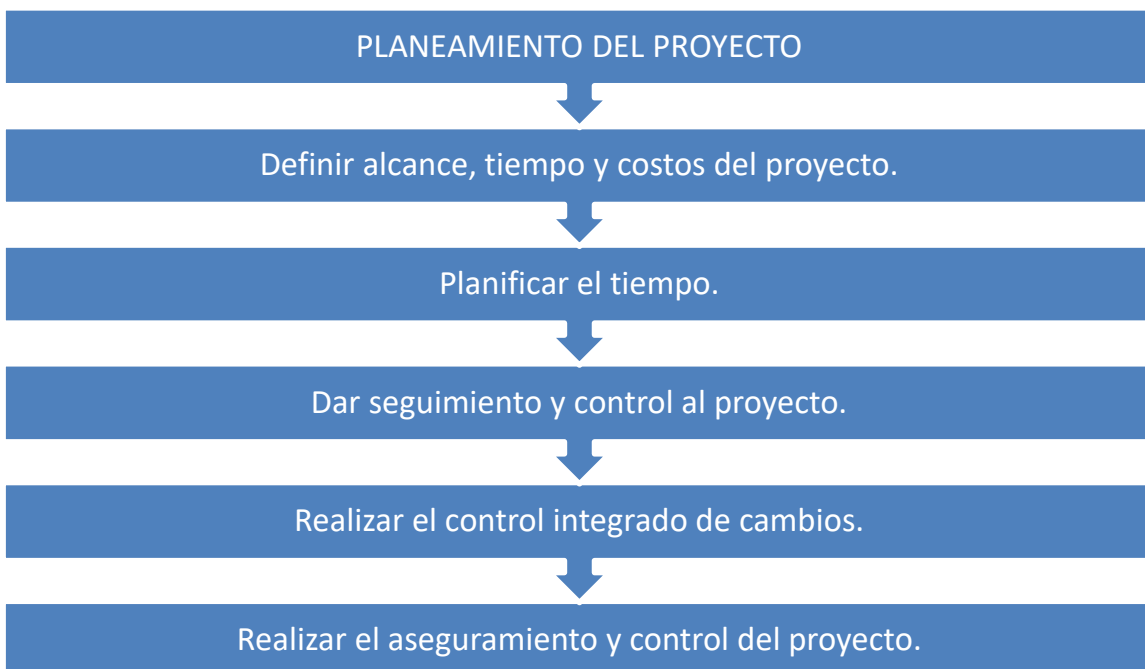 PLANEAMIENTO DEL PROYECTO
Definir alcance, tiempo y costos del proyecto.
Planificar el tiempo.
Dar seguimiento y control al proyecto.
Realizar el control integrado de cambios.
Realizar el aseguramiento y control del proyecto.